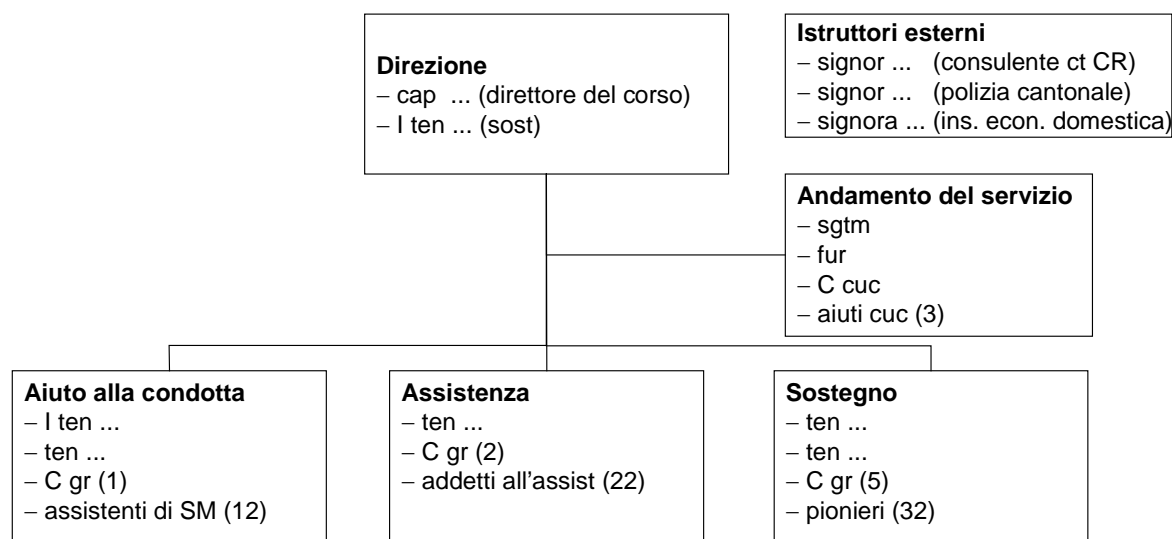 Direzione
– cap ... (direttore del corso)
– I ten ... (sost)
Istruttori esterni
– signor ... (consulente ct CR)
– signor ... (polizia cantonale)
– signora ... (ins. econ. domestica)
Andamento del servizio
– sgtm
– fur
– C cuc
– aiuti cuc (3)
Aiuto alla condotta
– I ten ...
– ten ...
– C gr (1)
– assistenti di SM (12)
Assistenza
– ten ...
– C gr (2)
– addetti all'assist (22)
Sostegno
– ten ...
– ten ...
– C gr (5)
– pionieri (32)